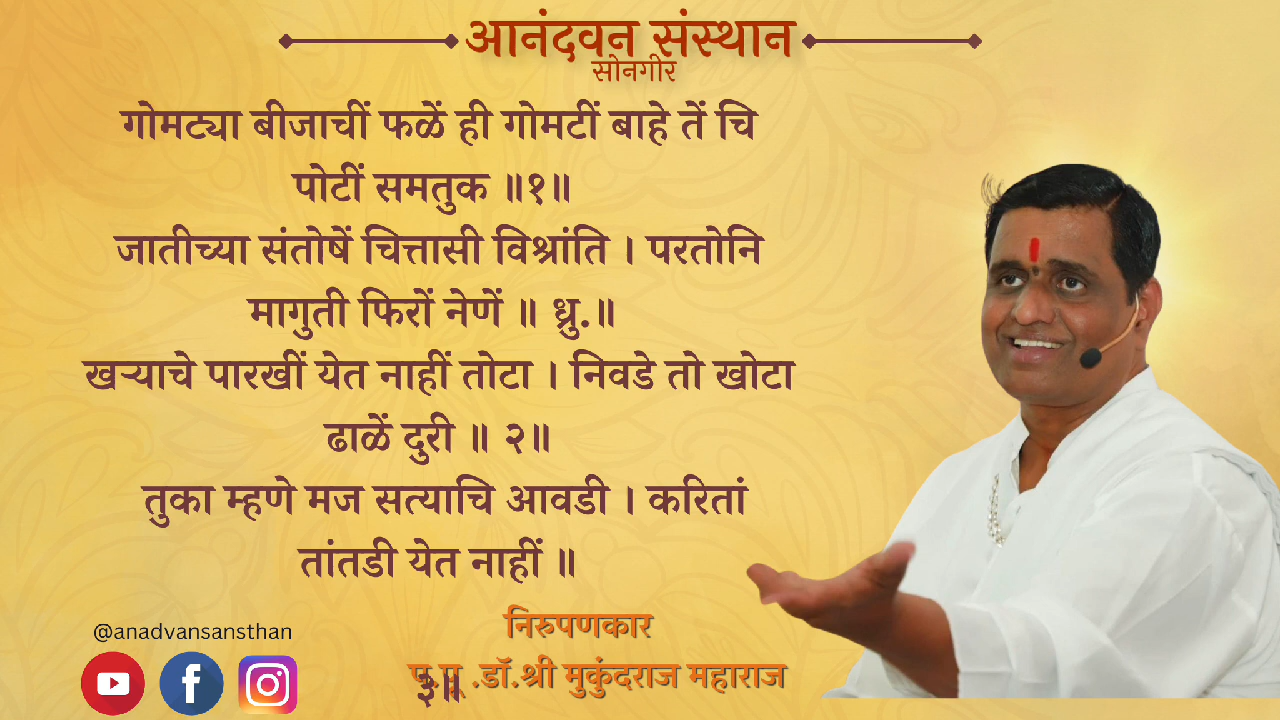 आनंदवन संस्थान
सोनगीर
गोमट्या बीजाचीं फळें ही गोमटीं बाहे तें चि
पोटीं समतुक ॥१॥
जातीच्या संतोषें चित्तासी विश्रांति । परतोनि
मागुती फिरों नेणें ॥ ध्रु.॥
खऱ्याचे पारखीं येत नाहीं तोटा । निवडे तो खोटा
ढाळें दुरी ॥ २॥
तुका म्हणे मज सत्याचि आवडी । करितां
तांतडी येत नाहीं ॥
३॥
निरुपणकार
प.पू .डॉ.श्री मुकुंदराज महाराज
@anadvansansthan